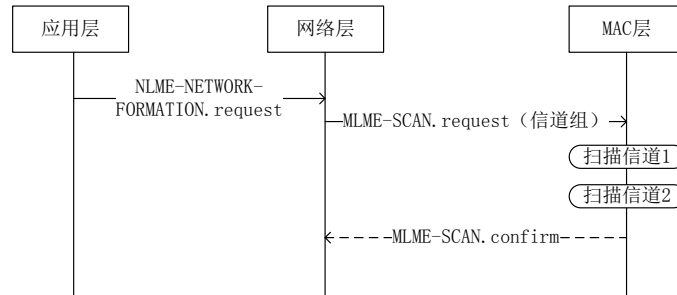 应用层
网络层
MAC层
NLME-NETWORK-
FORMATION.request
MLME-SCAN.request（信道组）
扫描信道1
扫描信道2
MLME-SCAN.confirm